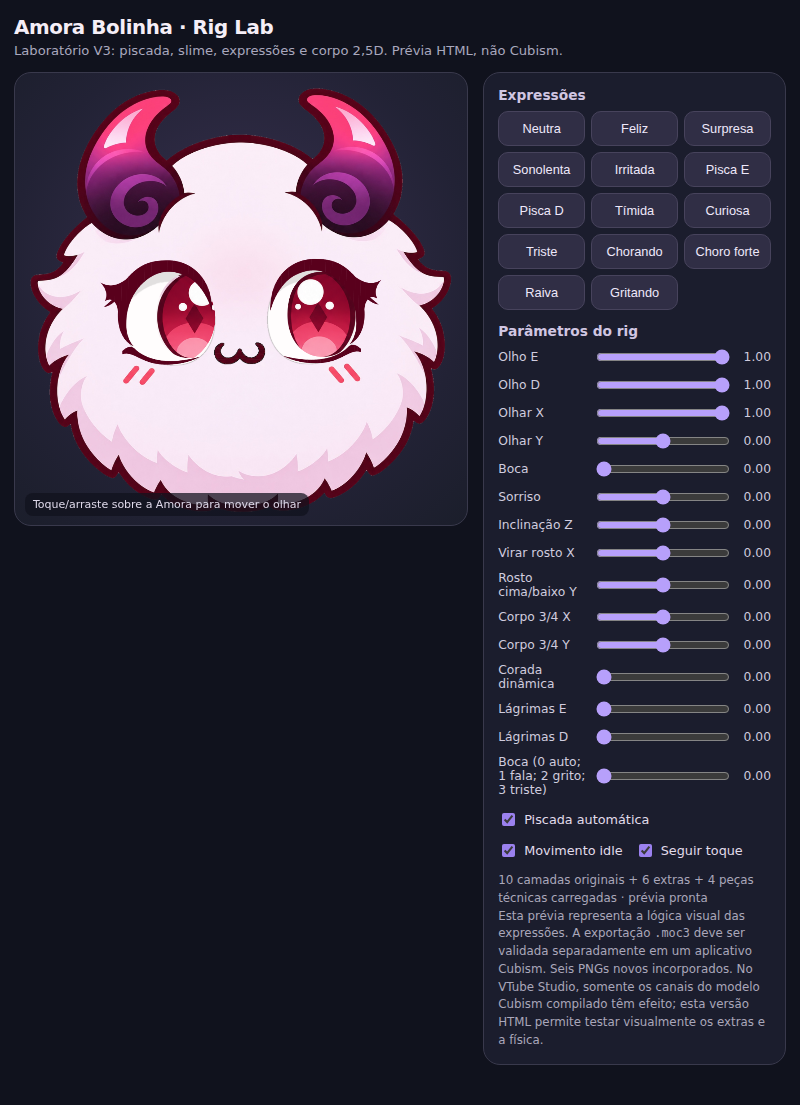 Amora Bolinha · Rig Lab
Laboratório V3: piscada, slime, expressões e corpo 2,5D. Prévia HTML, não Cubism.
Toque/arraste sobre a Amora para mover o olhar
Expressões
Neutra
Feliz
Surpresa
Sonolenta
Irritada
Pisca E
Pisca D
Tímida
Curiosa
Triste
Chorando
Choro forte
Raiva
Gritando
Parâmetros do rig
Olho E 1.00
Olho D 1.00
Olhar X 1.00
Olhar Y 0.00
Boca 0.00
Sorriso 0.00
Inclinação Z 0.00
Virar rosto X 0.00
Rosto
cima/baixo Y 0.00
Corpo 3/4 X 0.00
Corpo 3/4 Y 0.00
Corada
dinâmica 0.00
Lágrimas E 0.00
Lágrimas D 0.00
Boca (0 auto;
1 fala; 2 grito; 0.00
3 triste)
Piscada automática
Movimento idle Seguir toque
10 camadas originais + 6 extras + 4 peças
técnicas carregadas · prévia pronta
Esta prévia representa a lógica visual das
expressões. A exportação .moc3 deve ser
validada separadamente em um aplicativo
Cubism. Seis PNGs novos incorporados. No
VTube Studio, somente os canais do modelo
Cubism compilado têm efeito; esta versão
HTML permite testar visualmente os extras e
a física.